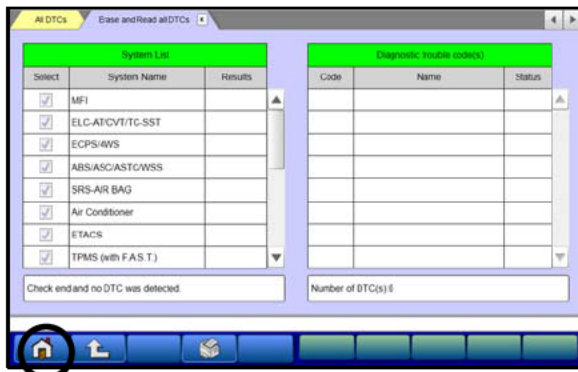 All DTCs
Erase and Read all DTCs
System List
Select System Name Results
MFI
ELC-AT/CVT/TC-SST
ECPS/4WS
ABS/ASC/ASTC/WSS
SRS-AIR BAG
Air Conditioner
ETACS
TPMS (with F.A.S.T.)
Check end and no DTC was detected.
Diagnostic trouble code(s)
Code Name Status
Number of DTC(s):0